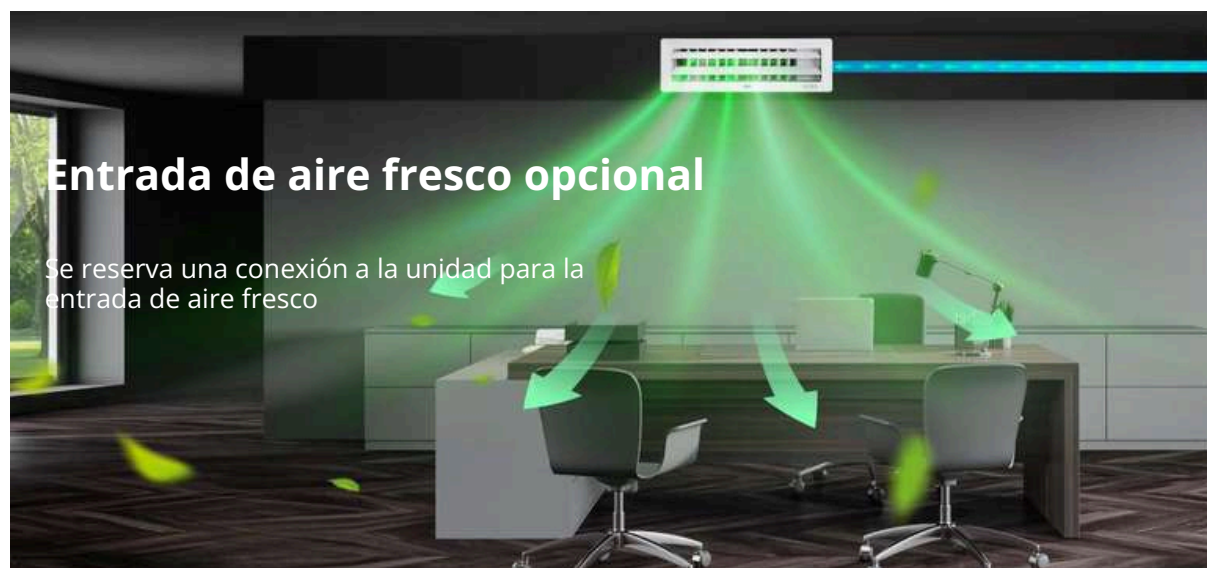 Entrada de aire fresco opcional
Se reserva una conexión a la unidad para la
entrada de aire fresco